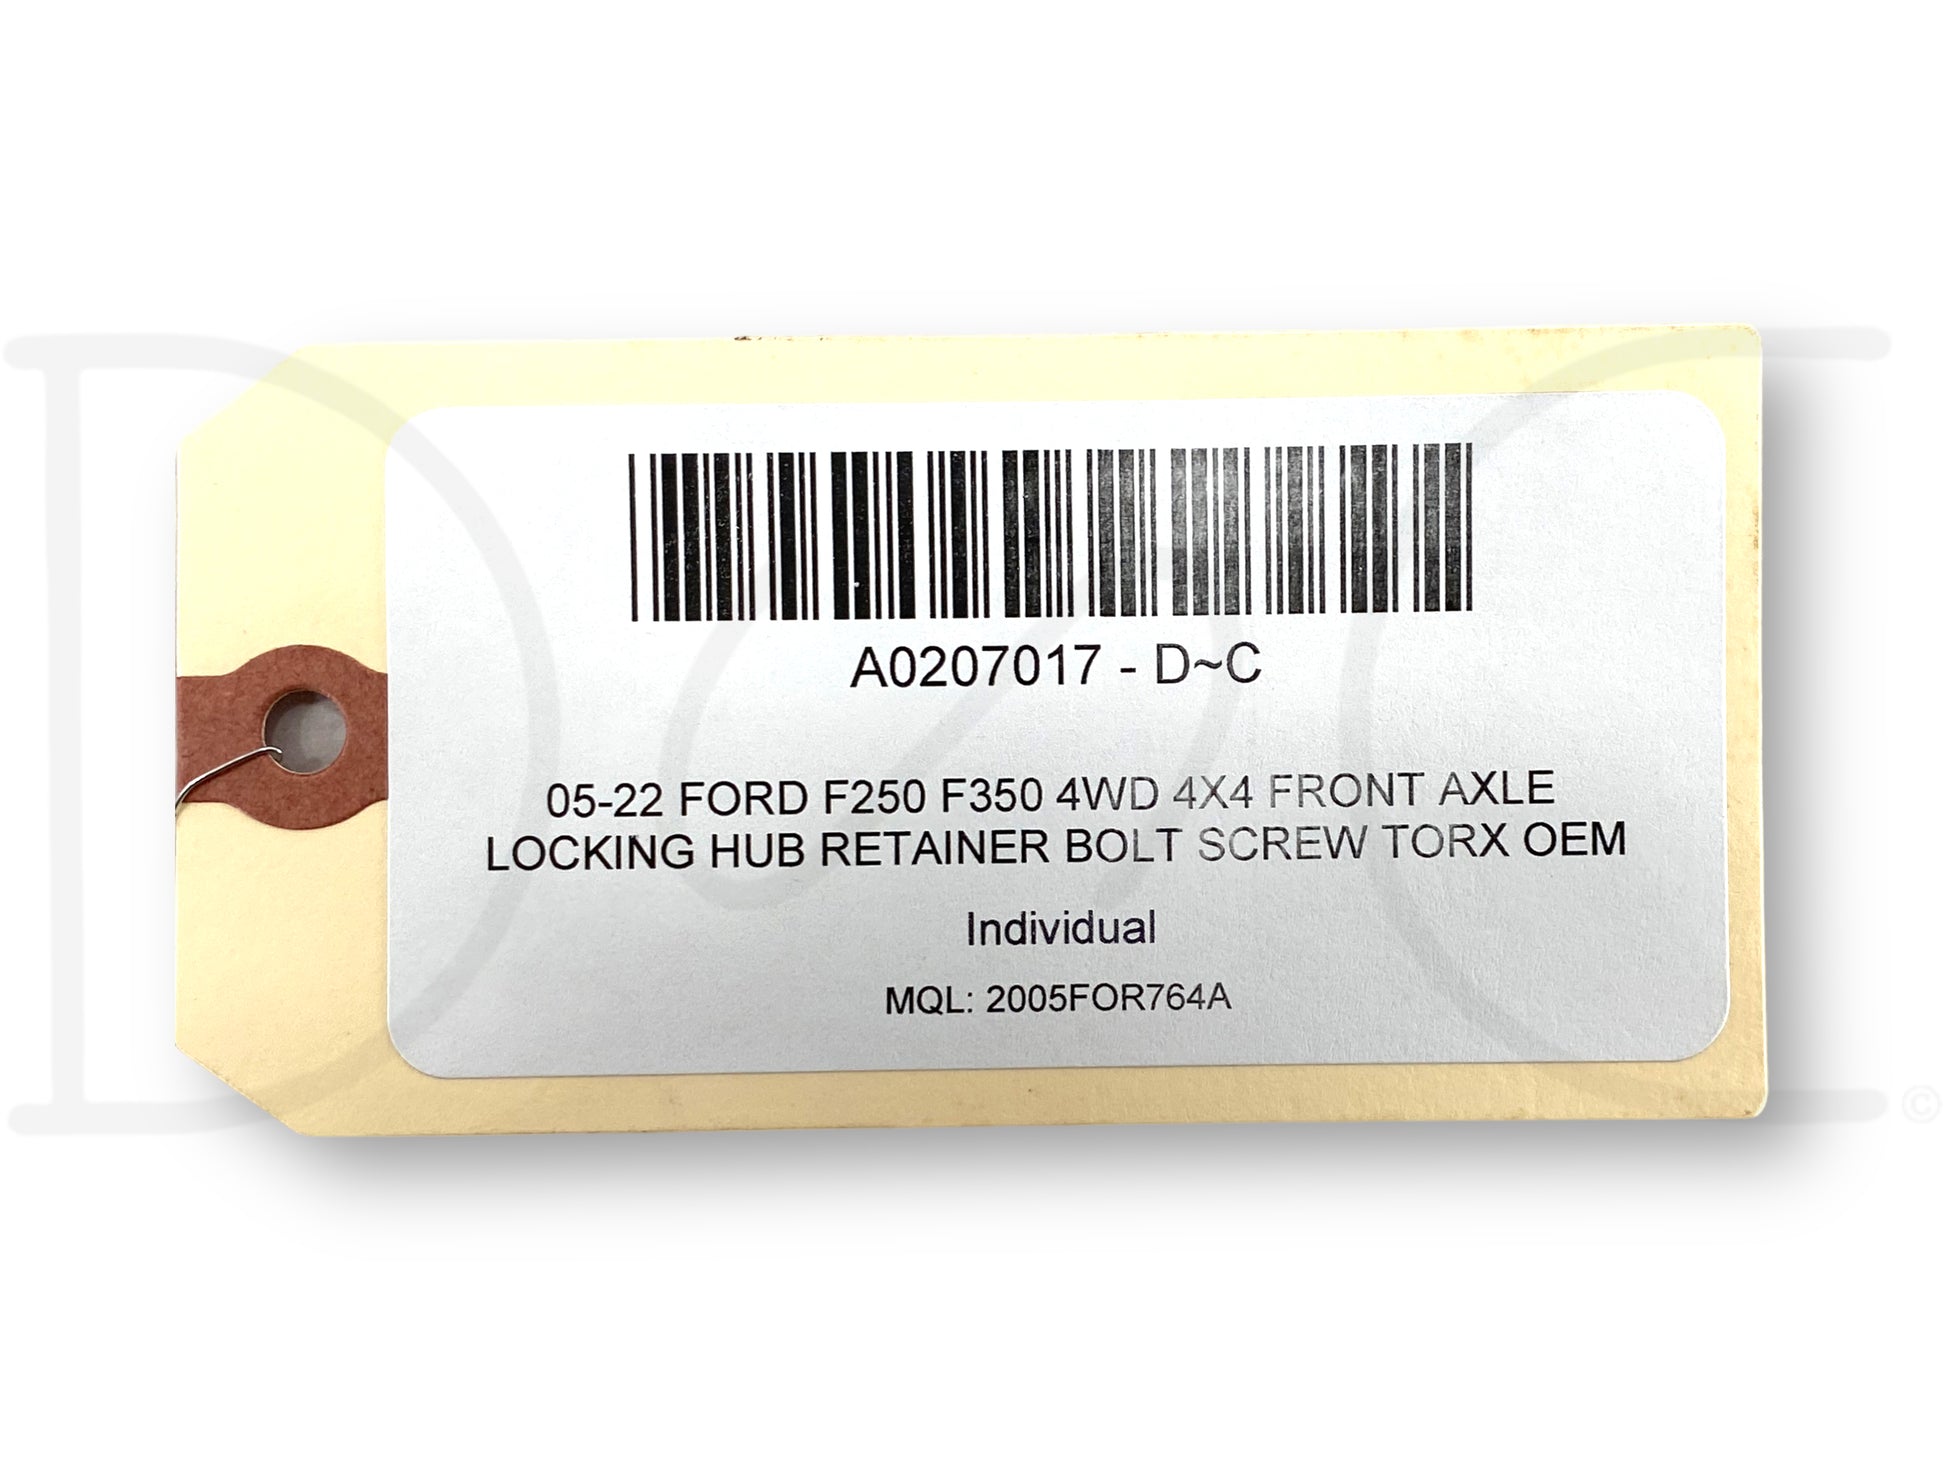 A0207017 - D~C
05-22 FORD F250 F350 4WD 4X4 FRONT AXLE
LOCKING HUB RETAINER BOLT SCREW TORX OEM
Individual
MQL: 2005FOR764A
D~C
©